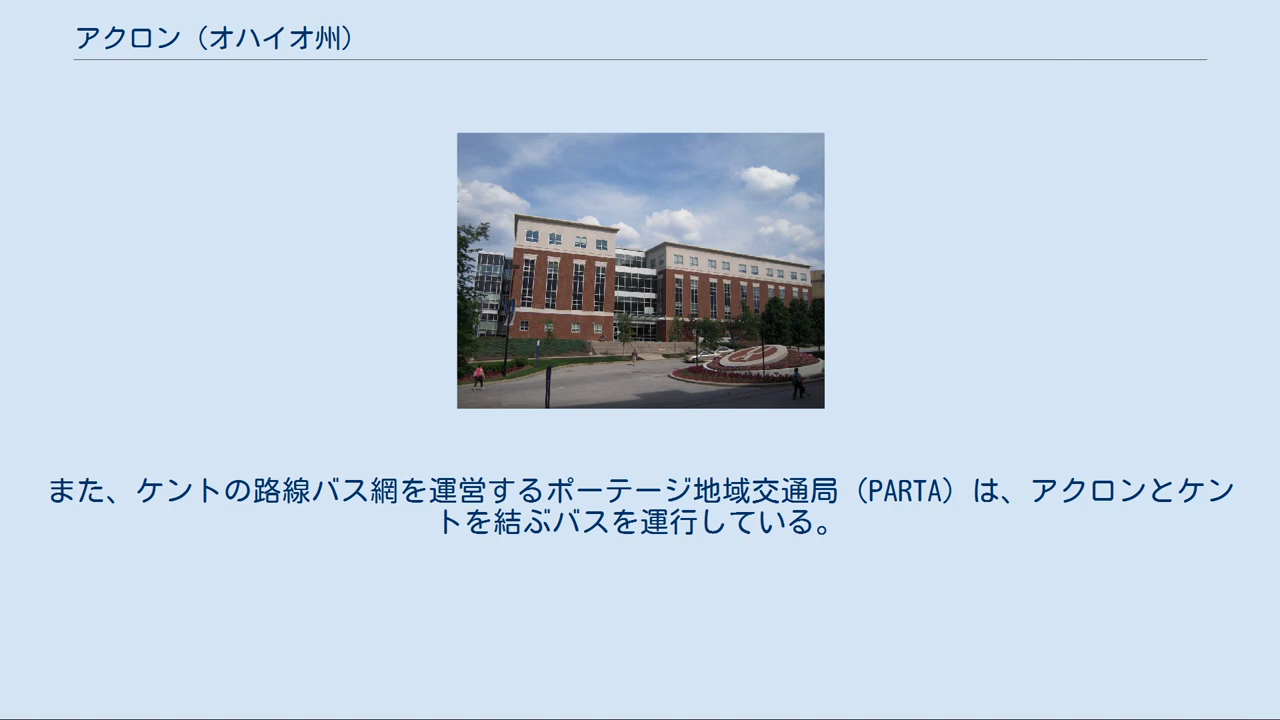 アクロン（オハイオ州）
また、ケントの路線バス網を運営するポーテージ地域交通局（PARTA）は、アクロンとケン
トを結ぶバスを運行している。